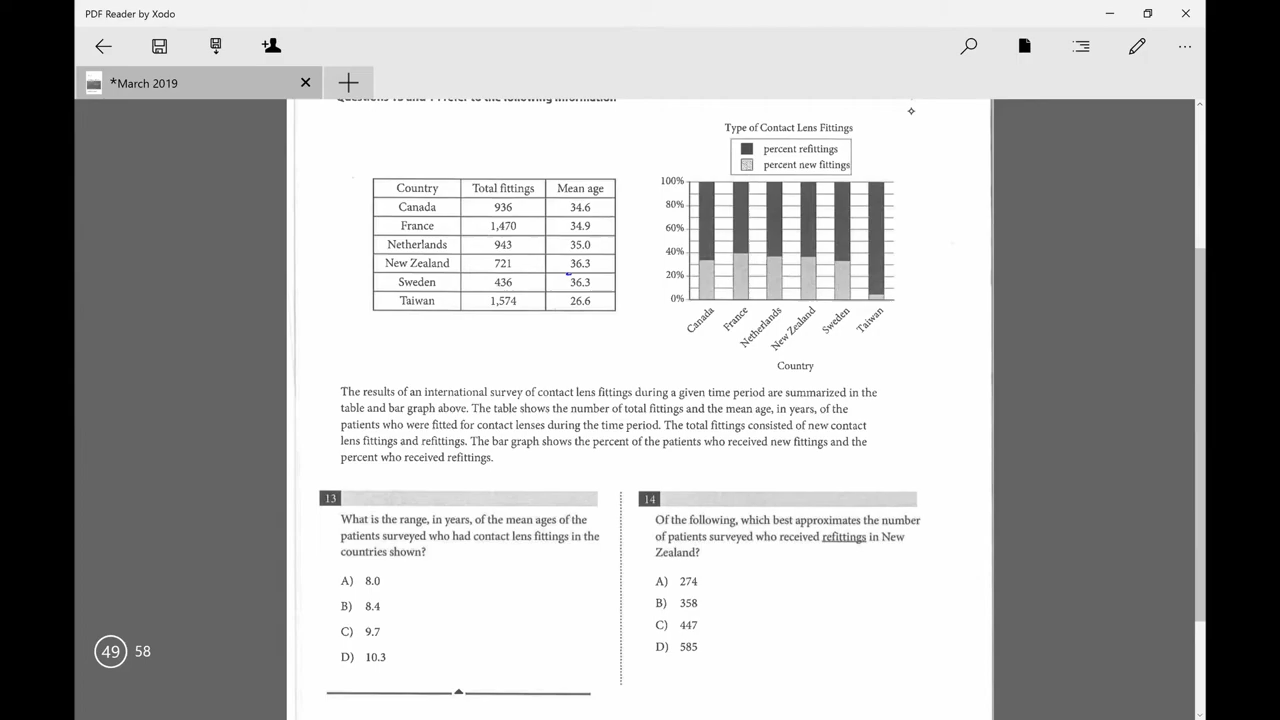 PDF Reader by Xodo
*March 2019
Questions 13 and 14 refer to the following information
Country Total fittings Mean age
Canada 936 34.6
France 1,470 34.9
Netherlands 943 35.0
New Zealand 721 36.3
Sweden 436 36.3
Taiwan 1,574 26.6
Type of Contact Lens Fittings
percent refittings
percent new fittings
100%
80%
60%
40%
20%
0%
Canada
France
Netherlands
New Zealand
Sweden
Taiwan
Country
The results of an international survey of contact lens fittings during a given time period are summarized in the
table and bar graph above. The table shows the number of total fittings and the mean age, in years, of the
patients who were fitted for contact lenses during the time period. The total fittings consisted of new contact
lens fittings and refittings. The bar graph shows the percent of the patients who received new fittings and the
percent who received refittings.
13
What is the range, in years, of the mean ages of the
patients surveyed who had contact lens fittings in the
countries shown?
A) 8.0
B) 8.4
C) 9.7
D) 10.3
14
Of the following, which best approximates the number
of patients surveyed who received refittings in New
Zealand?
A) 274
B) 358
C) 447
D) 585
49 58